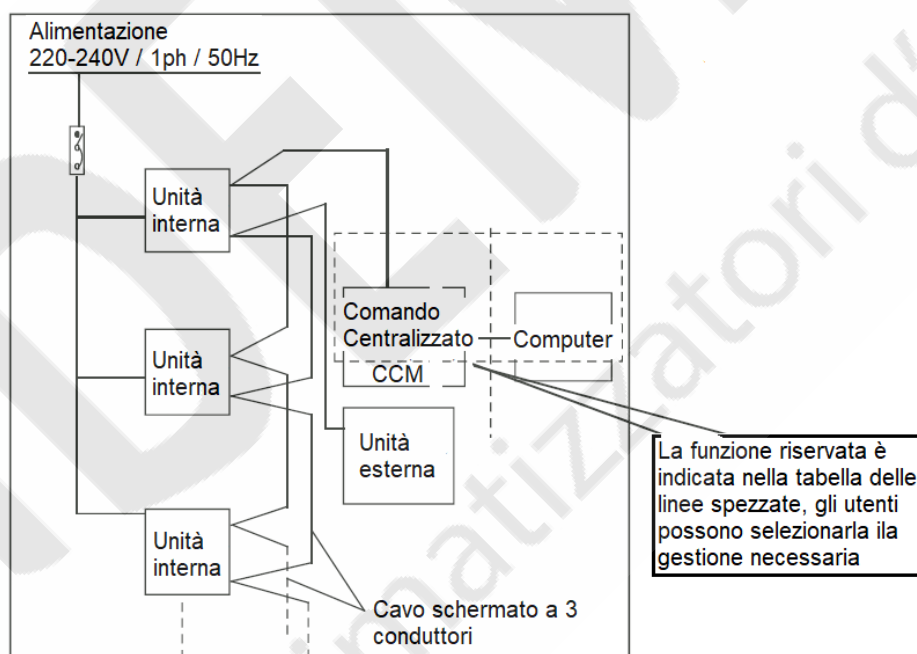 Alimentazione
220-240V / 1ph / 50Hz
Unità
interna
Comando
Centralizzato
Computer
CCM
Unità
interna
Unità
esterna
La funzione riservata è
indicata nella tabella delle
linee spezzate, gli utenti
possono selezionarla ila
gestione necessaria
Unità
interna
Cavo schermato a 3
conduttori
imatizzatori d'